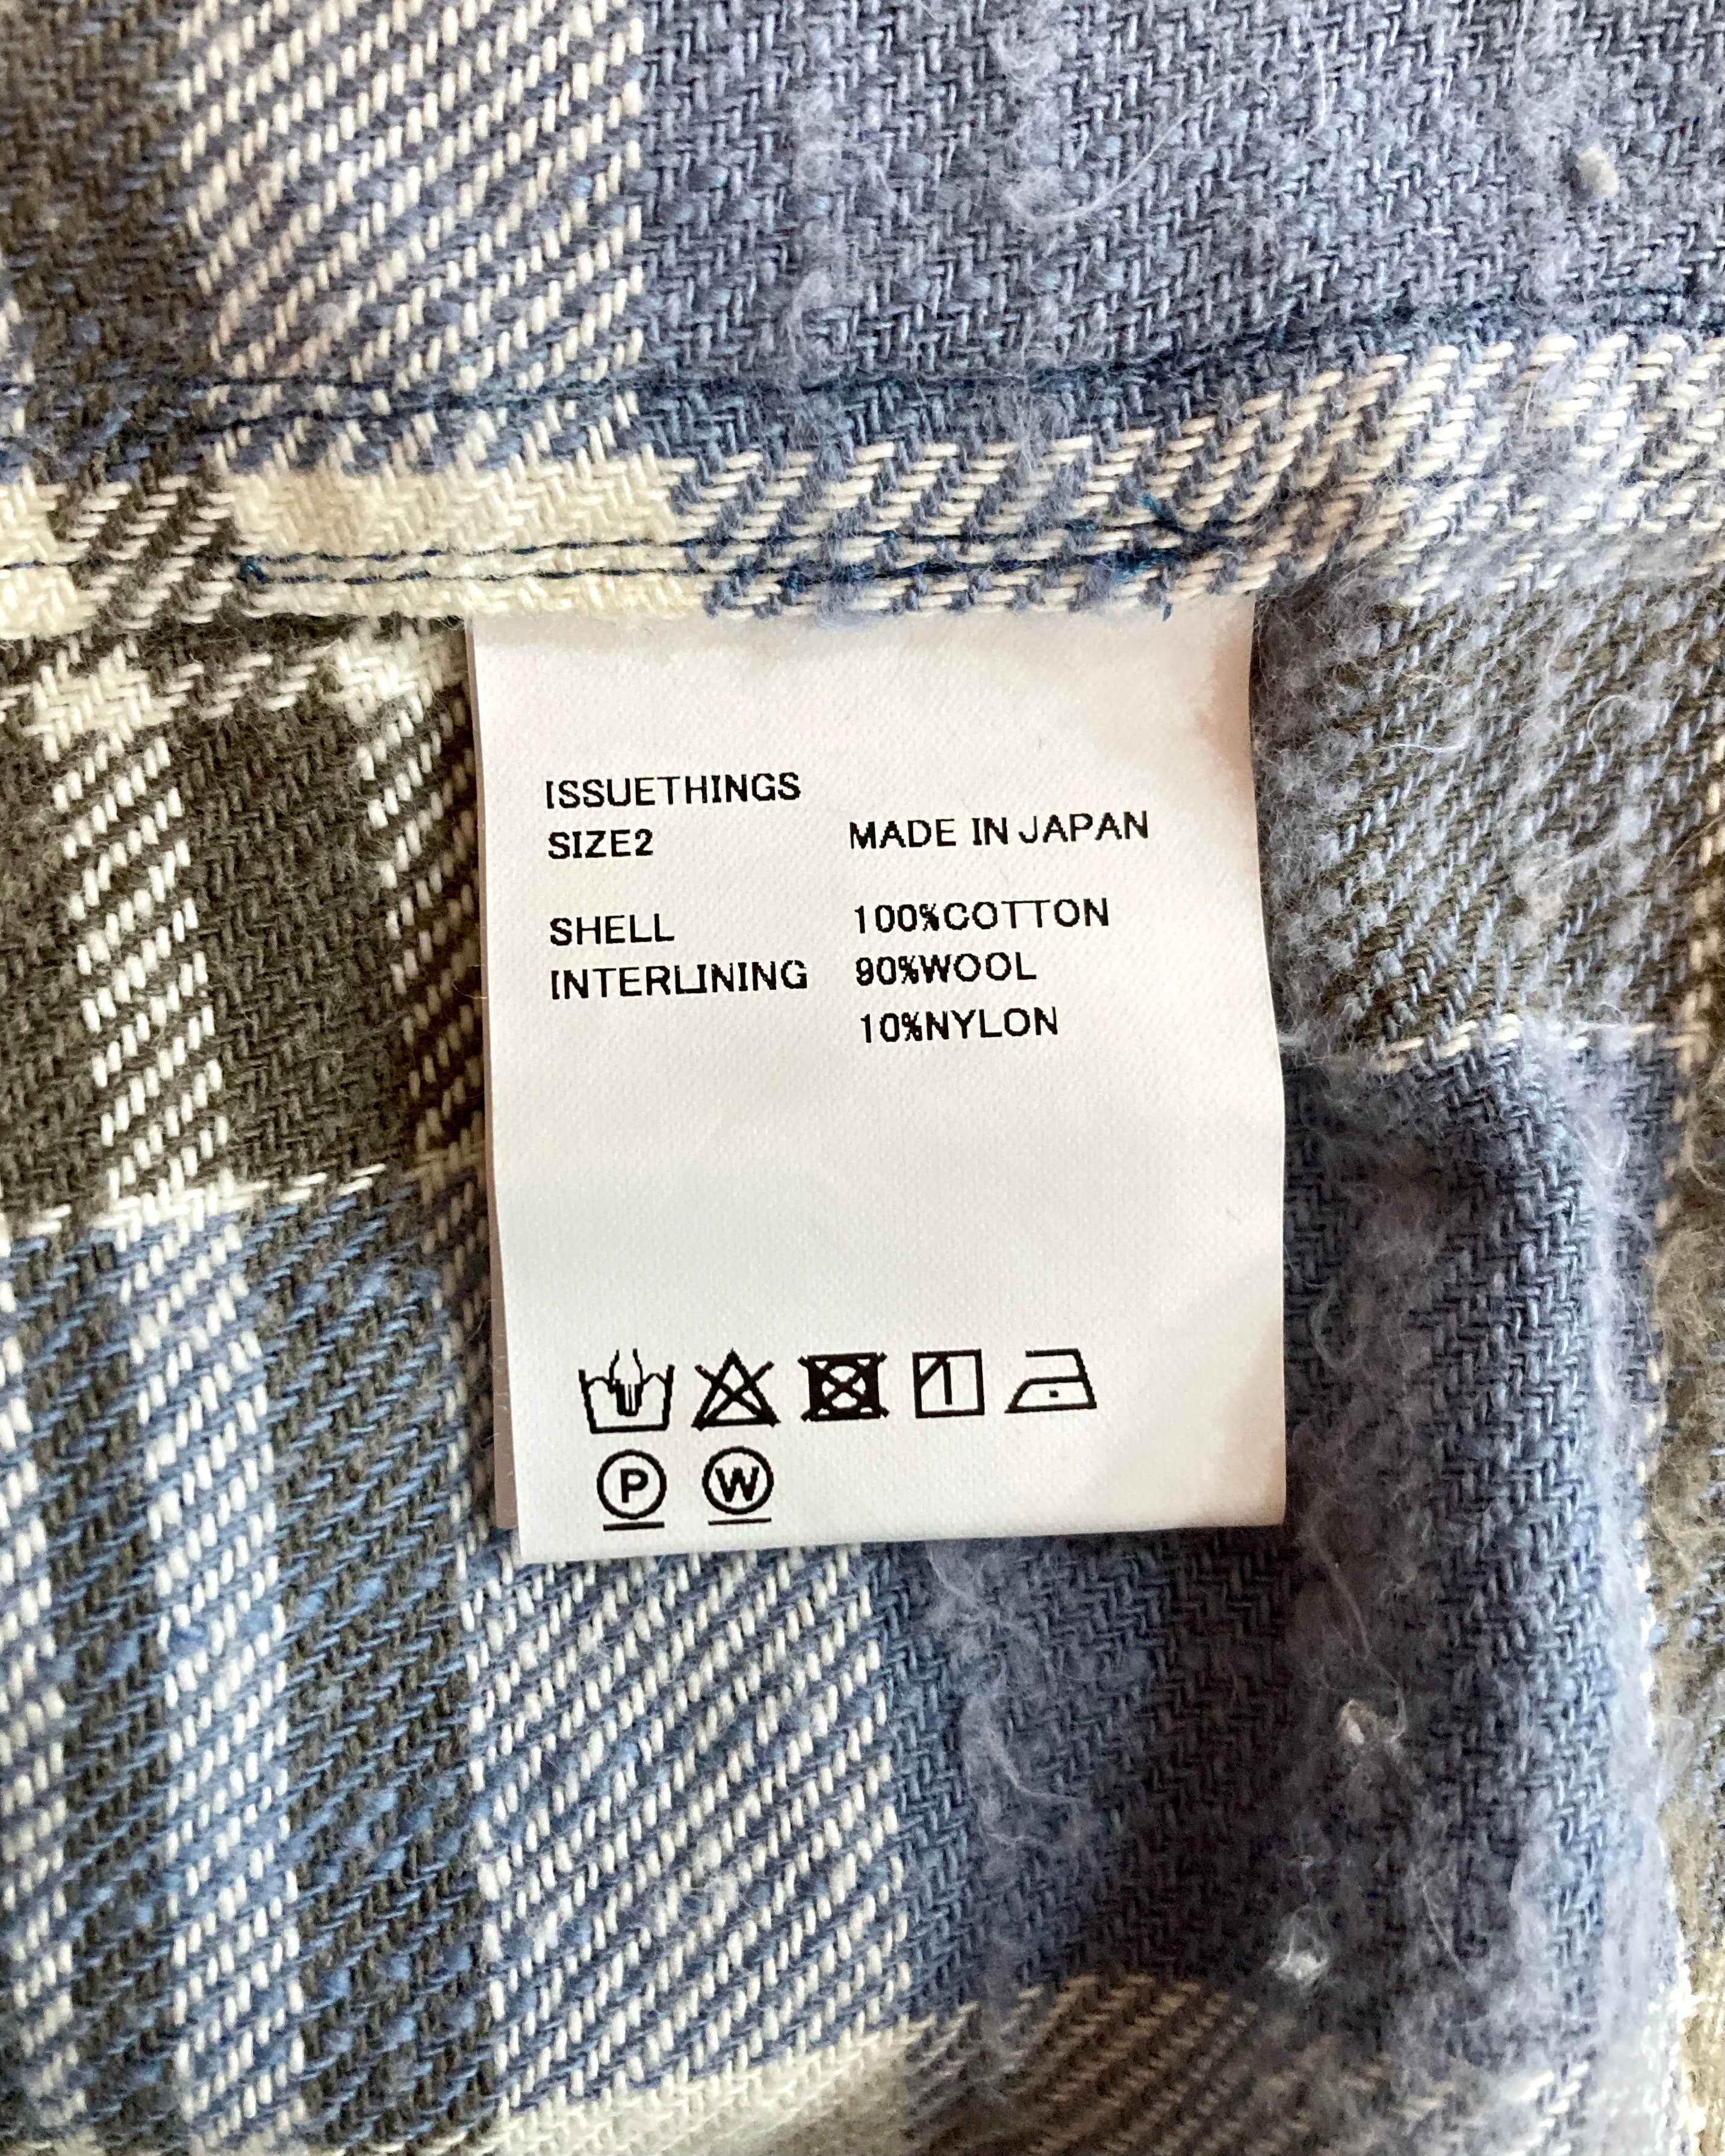 ISSUETHINGS
SIZE2 MADE IN JAPAN
SHELL 100%COTTON
INTERLINING 90%WOOL
10%NYLON
P W